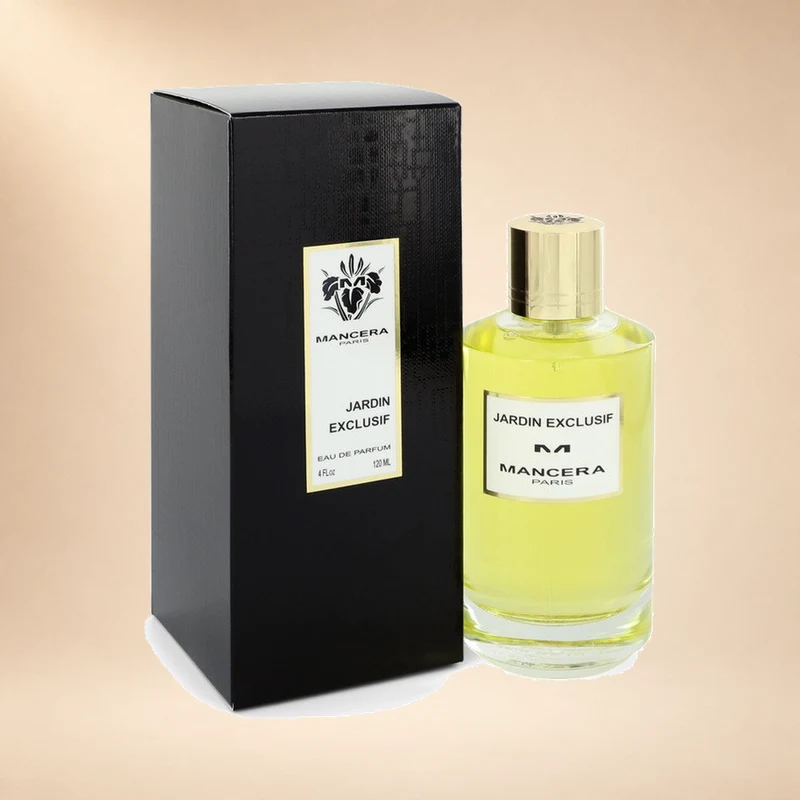 MANCERA
PARIS
JARDIN
EXCLUSIF
EAU DE PARFUM
4 FL.oz 120 ML
JARDIN EXCLUSIF
M
MANCERA
PARIS